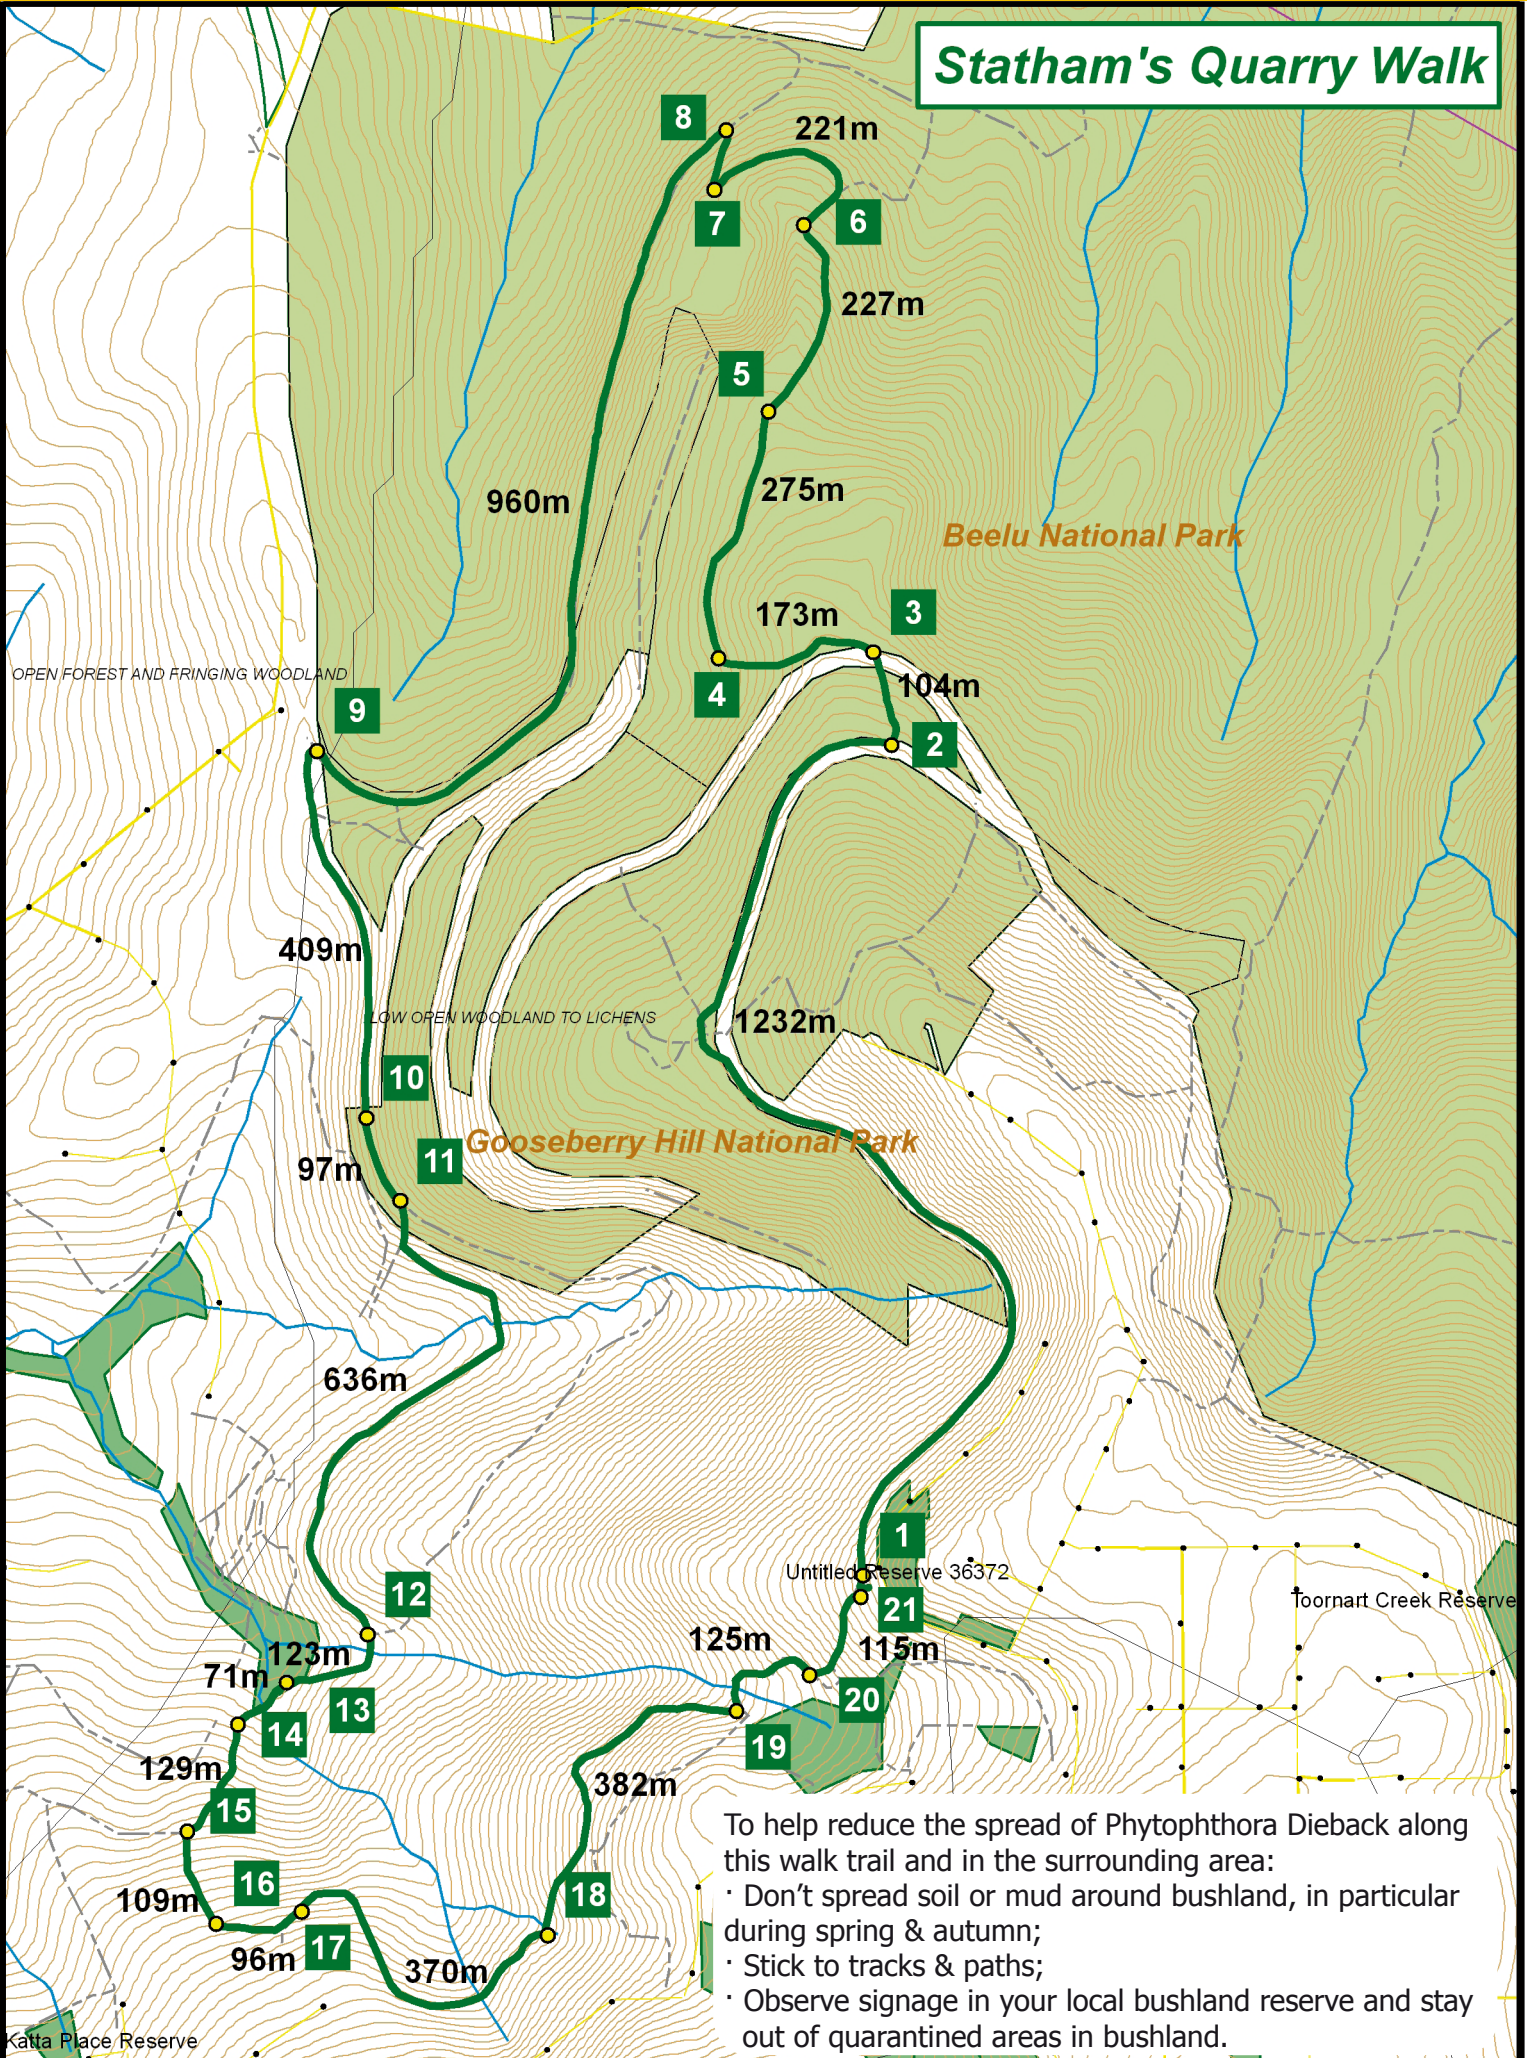 Statham's Quarry Walk
8
221m
7
6
227m
5
960m
275m
Beelu National Park
173m
3
OPEN FOREST AND FRINGING WOODLAND
4
104m
9
2
409m
LOW OPEN WOODLAND TO LICHENS
1232m
10
Gooseberry Hill National Park
11
97m
636m
1
Untitled Reserve 36372
12
Toornart Creek Reserve
21
125m
115m
123m
71m
20
13
14
19
129m
382m
15
16
18
109m
17
96m
370m
To help reduce the spread of Phytophthora Dieback along
this walk trail and in the surrounding area:
· Don’t spread soil or mud around bushland, in particular
during spring & autumn;
· Stick to tracks & paths;
· Observe signage in your local bushland reserve and stay
out of quarantined areas in bushland.
Katta Place Reserve